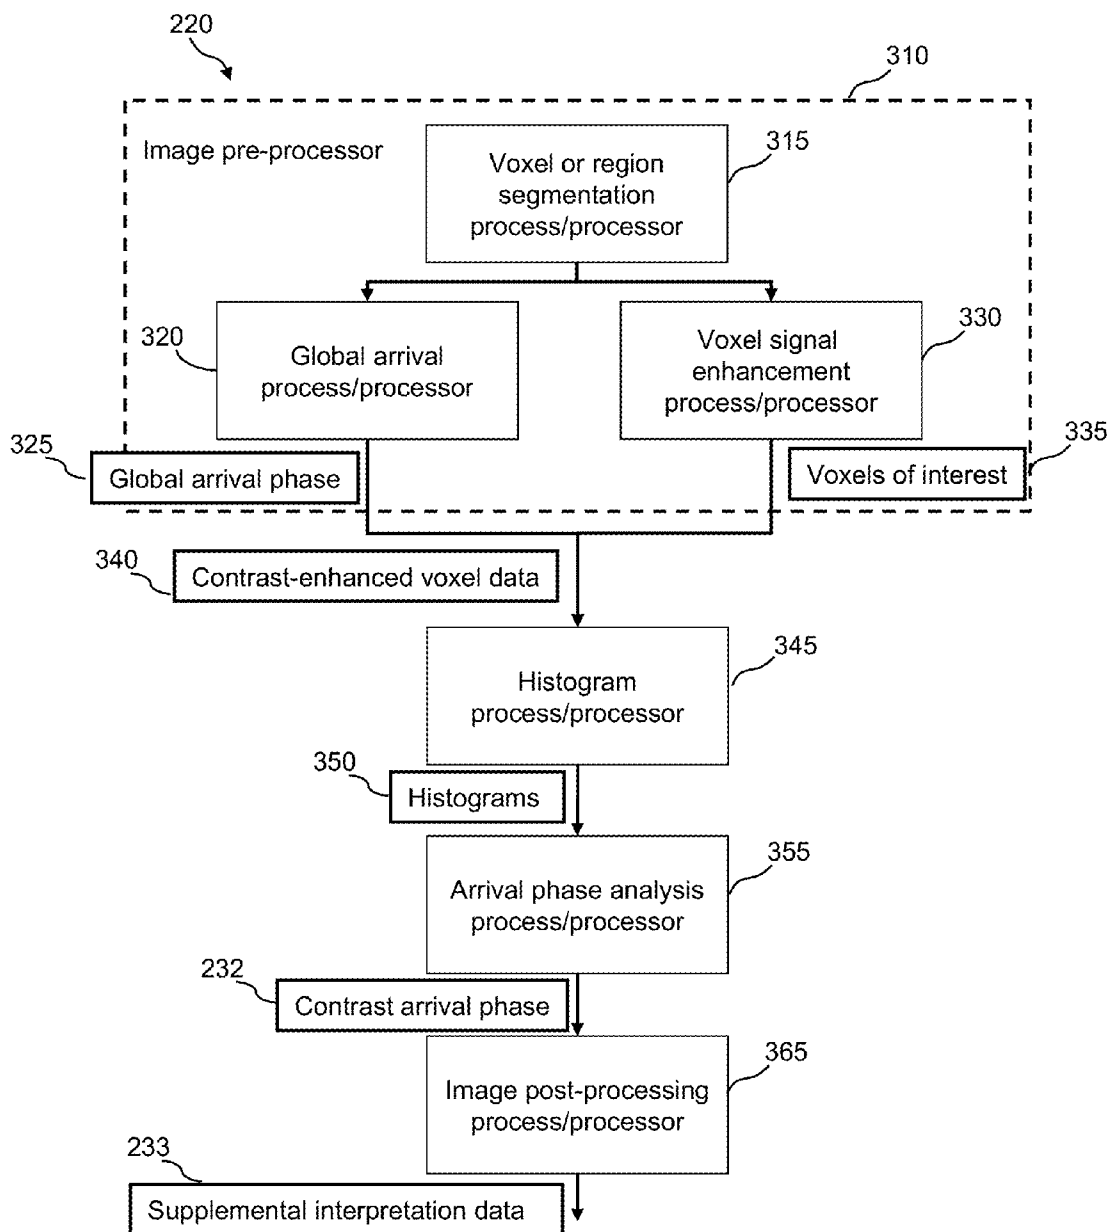 220
310
Image pre-processor
315
Voxel or region
segmentation
process/processor
320
Global arrival
process/processor
330
Voxel signal
enhancement
process/processor
325
Global arrival phase
335
Voxels of interest
340
Contrast-enhanced voxel data
345
Histogram
process/processor
350
Histograms
355
Arrival phase analysis
process/processor
232
Contrast arrival phase
365
Image post-processing
process/processor
233
Supplemental interpretation data